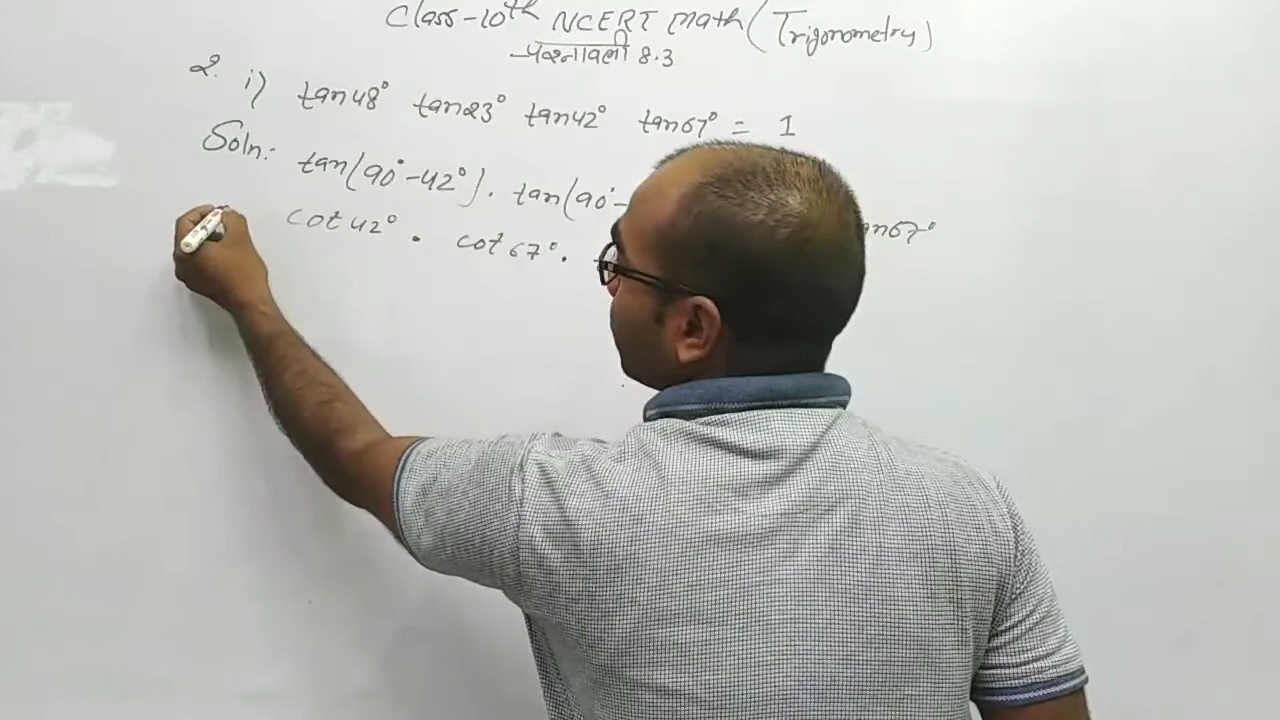 Class-10th NCERT Math (Trigonometry)
प्रश्नावली 8.3
2. i) tan48° tan23° tan42° tan67° = 1
Soln: tan(90°-42°). tan(90°- an67°
cot42° . cot67°.